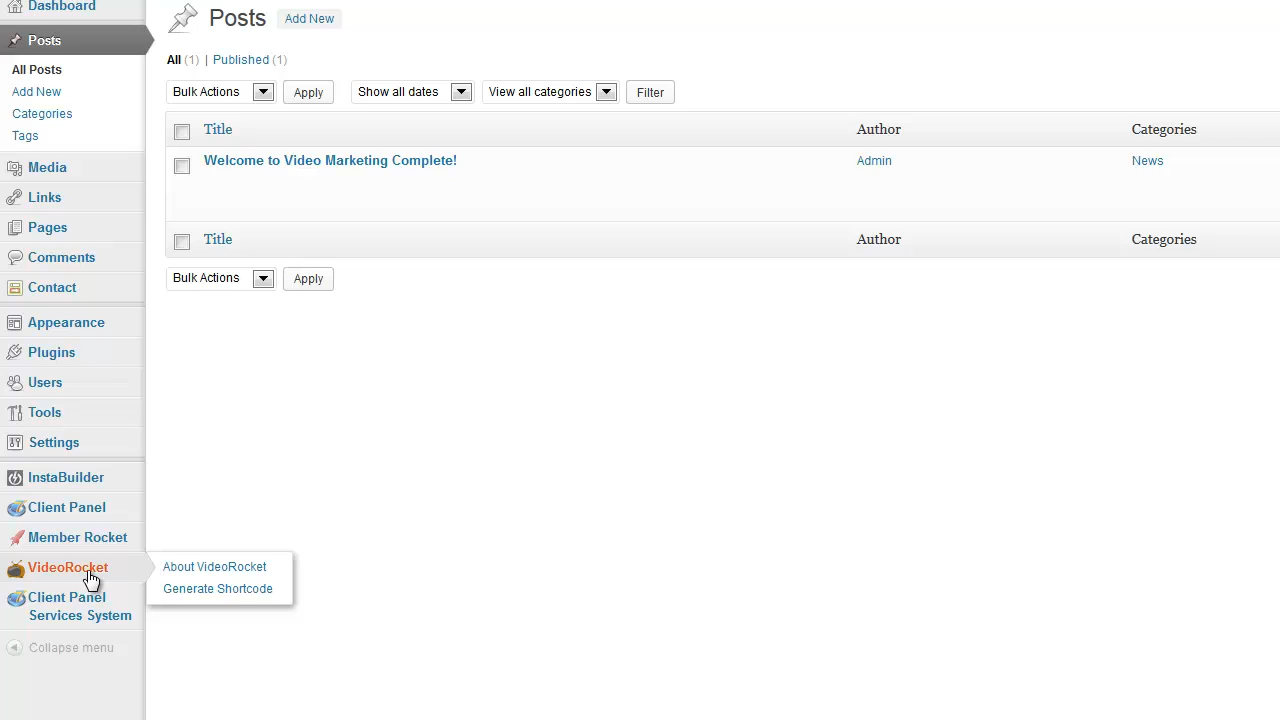 Dashboard
Posts
All Posts
Add New
Categories
Tags
Media
Links
Pages
Comments
Contact
Appearance
Plugins
Users
Tools
Settings
InstaBuilder
Client Panel
Member Rocket
VideoRocket
Client Panel
Services System
Collapse menu
About VideoRocket
Generate Shortcode
Posts Add New
All (1) | Published (1)
Bulk Actions Apply Show all dates View all categories Filter
Title Author Categories
Welcome to Video Marketing Complete! Admin News
Title Author Categories
Bulk Actions Apply